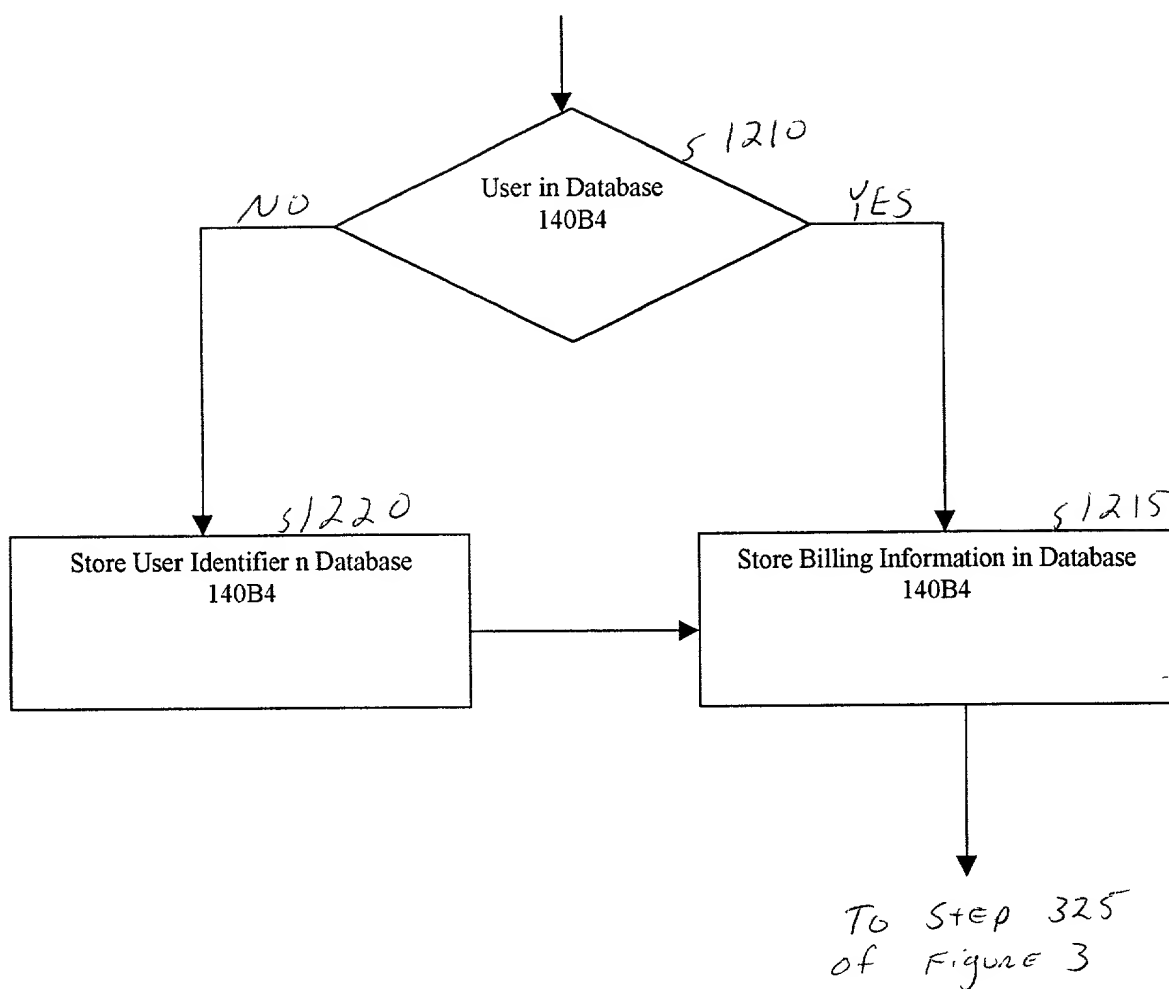 S 1210
User in Database
140B4
NO
YES
S1220
S1215
Store User Identifier n Database
140B4
Store Billing Information in Database
140B4
To StEp 325
of FigurE 3